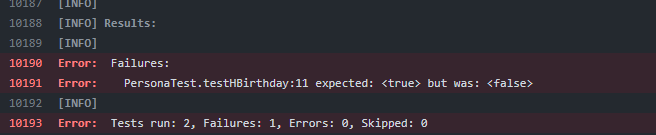 10187 [INFO]
10188 [INFO] Results:
10189 [INFO]
10190 Error:  Failures:
10191 Error:    PersonaTest.testHBirthday:11 expected: <true> but was: <false>
10192 [INFO]
10193 Error:  Tests run: 2, Failures: 1, Errors: 0, Skipped: 0